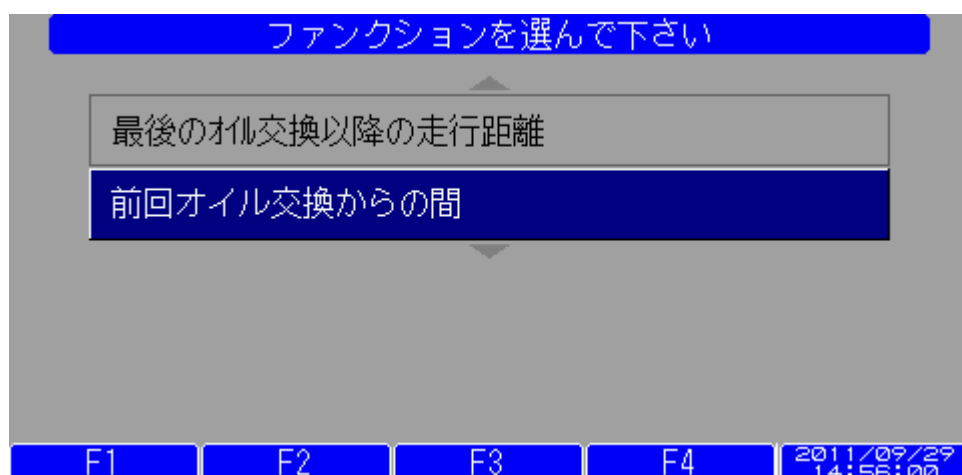 ファンクションを選んで下さい
最後のｵｲﾙ交換以降の走行距離
前回オイル交換からの間
F1 F2 F3 F4 2011/09/29
14:56:00